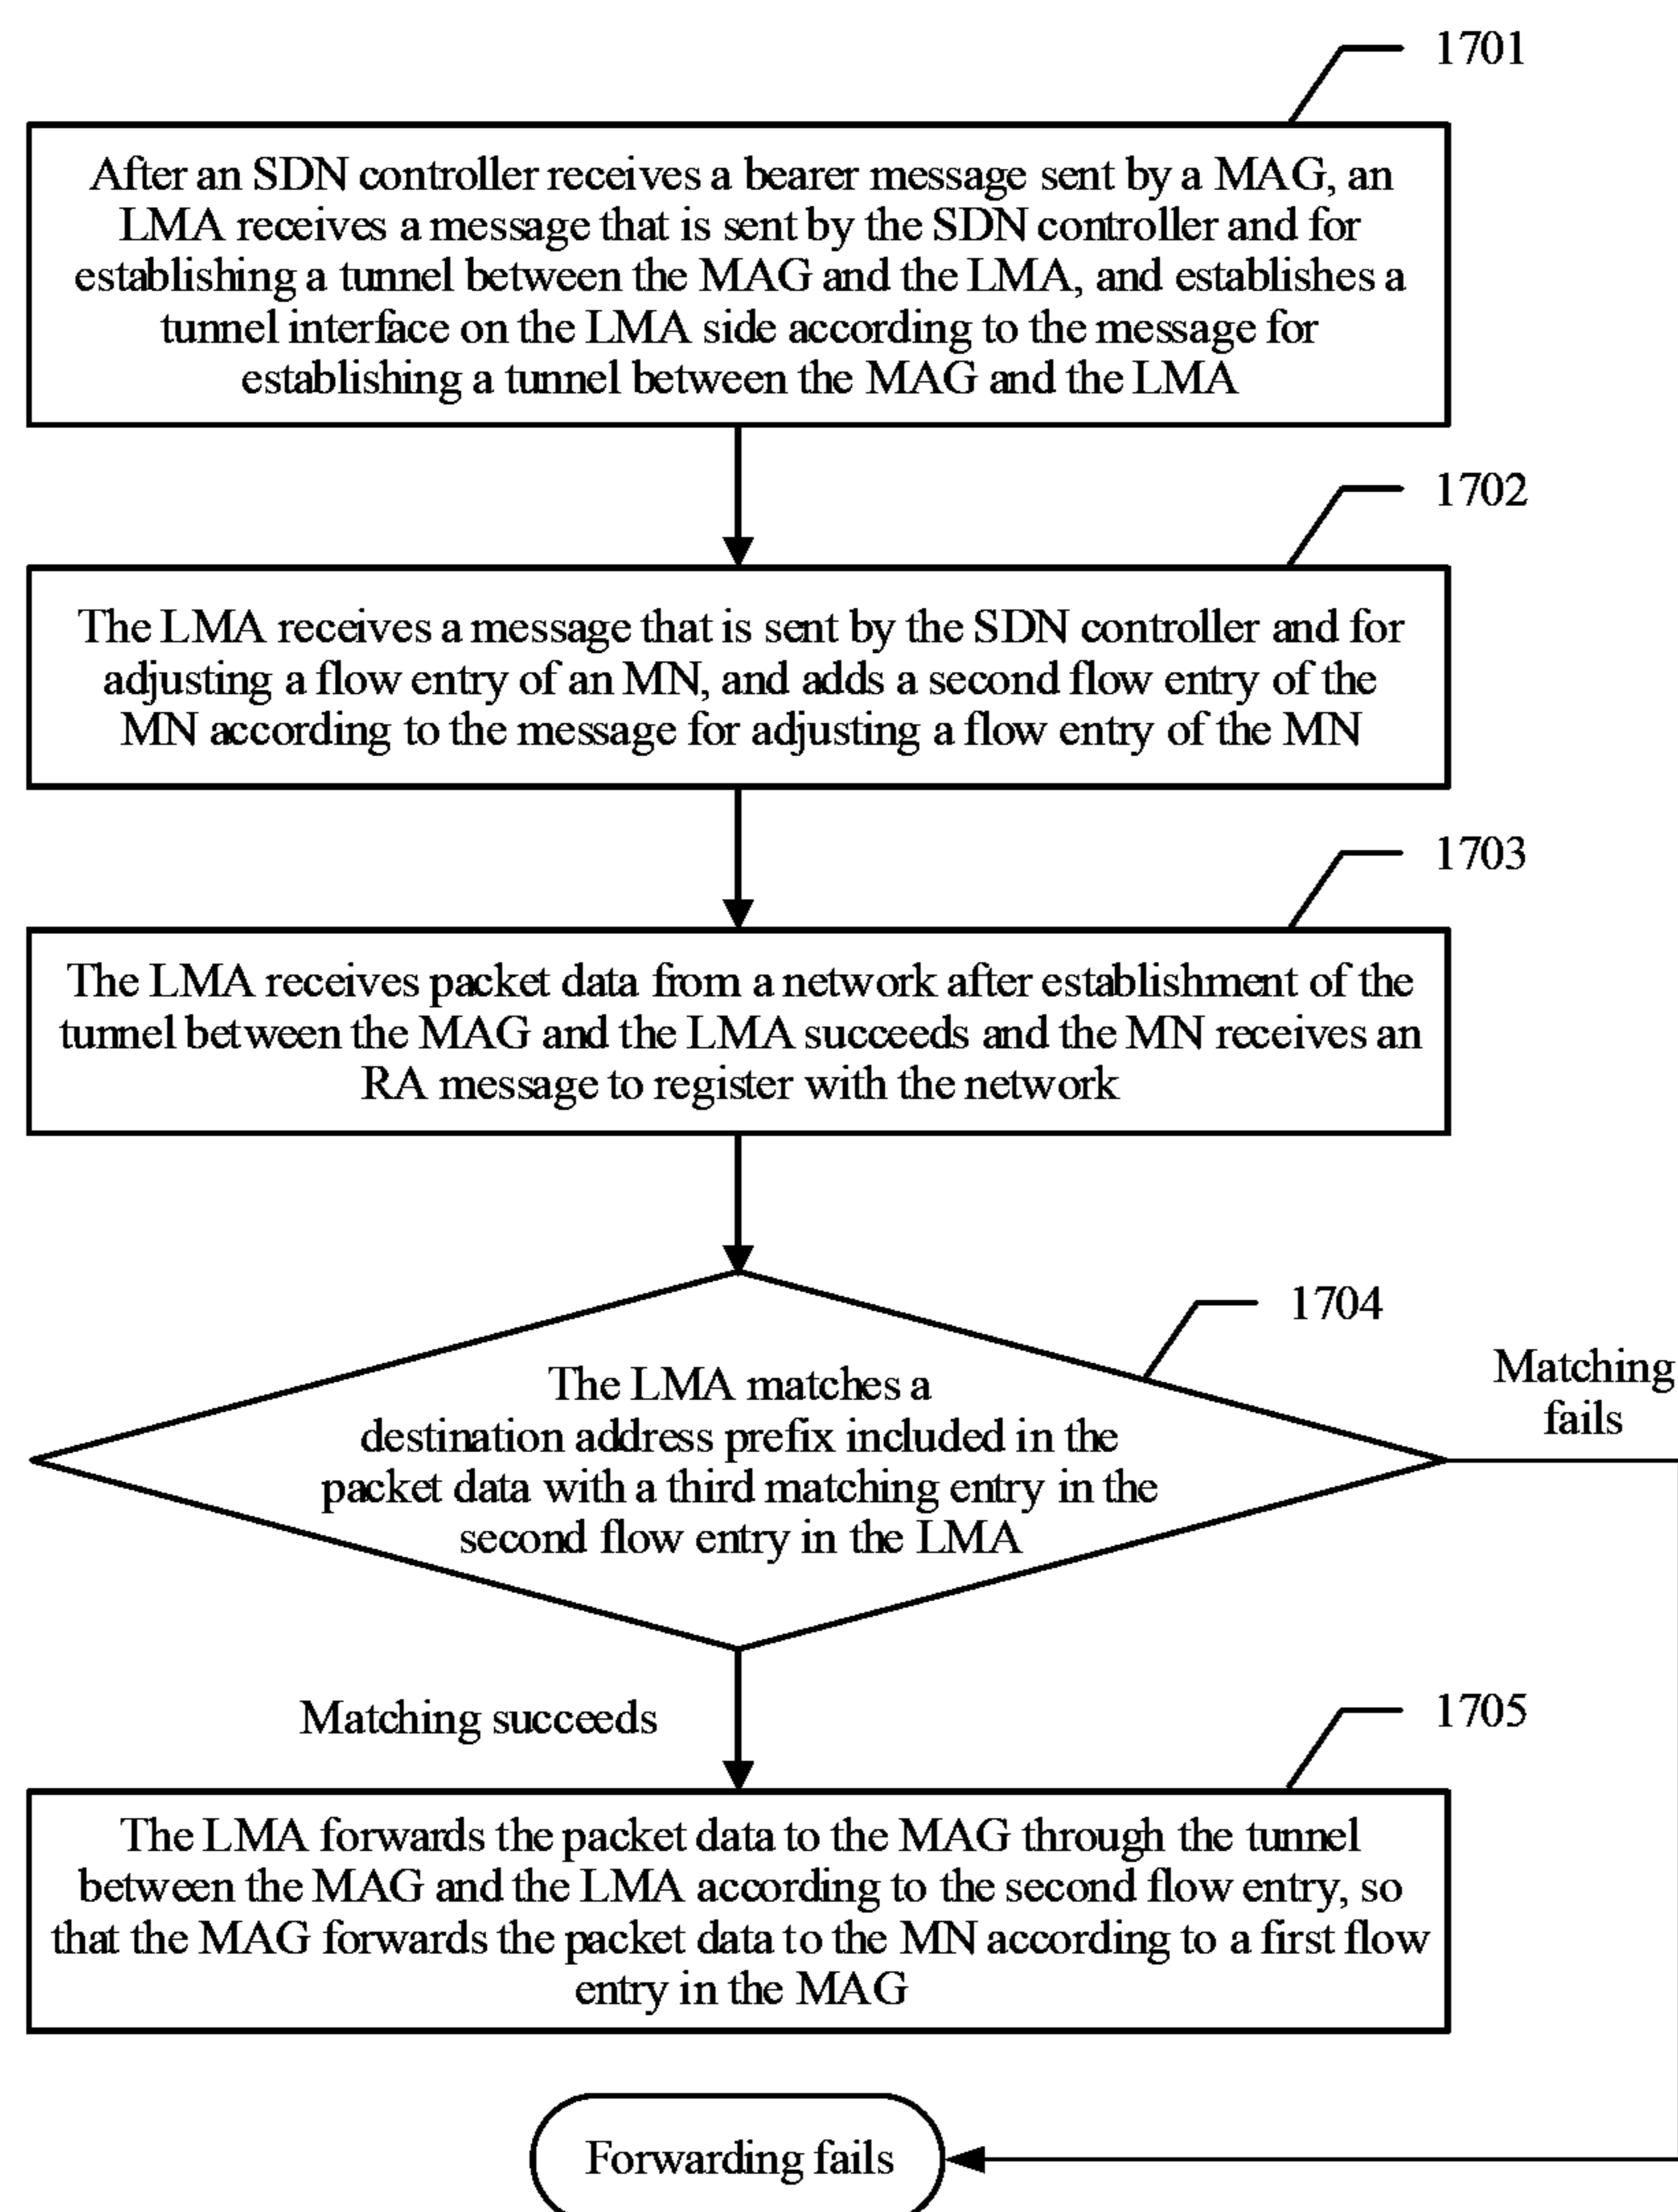 1701
After an SDN controller receives a bearer message sent by a MAG, an
LMA receives a message that is sent by the SDN controller and for
establishing a tunnel between the MAG and the LMA, and establishes a
tunnel interface on the LMA side according to the message for
establishing a tunnel between the MAG and the LMA
1702
The LMA receives a message that is sent by the SDN controller and for
adjusting a flow entry of an MN, and adds a second flow entry of the
MN according to the message for adjusting a flow entry of the MN
1703
The LMA receives packet data from a network after establishment of the
tunnel between the MAG and the LMA succeeds and the MN receives an
RA message to register with the network
1704
The LMA matches a
destination address prefix included in the
packet data with a third matching entry in the
second flow entry in the LMA
Matching
fails
Matching succeeds
1705
The LMA forwards the packet data to the MAG through the tunnel
between the MAG and the LMA according to the second flow entry, so
that the MAG forwards the packet data to the MN according to a first flow
entry in the MAG
Forwarding fails